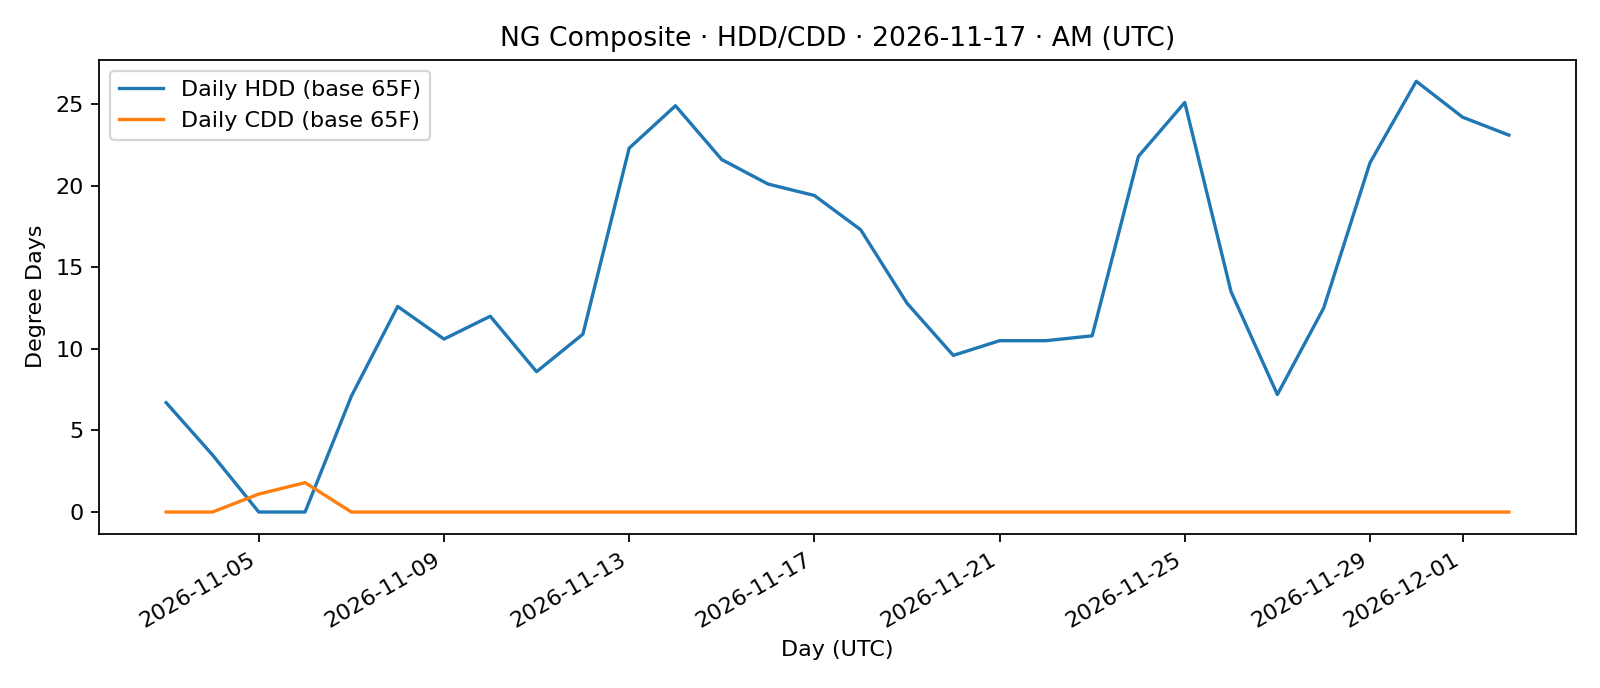 NG Composite · HDD/CDD · 2026-11-17 · AM (UTC)
Daily HDD (base 65F)
Daily CDD (base 65F)
Degree Days
25
20
15
10
5
0
2026-11-05
2026-11-09
2026-11-13
2026-11-17
2026-11-21
2026-11-25
2026-11-29
2026-12-01
Day (UTC)